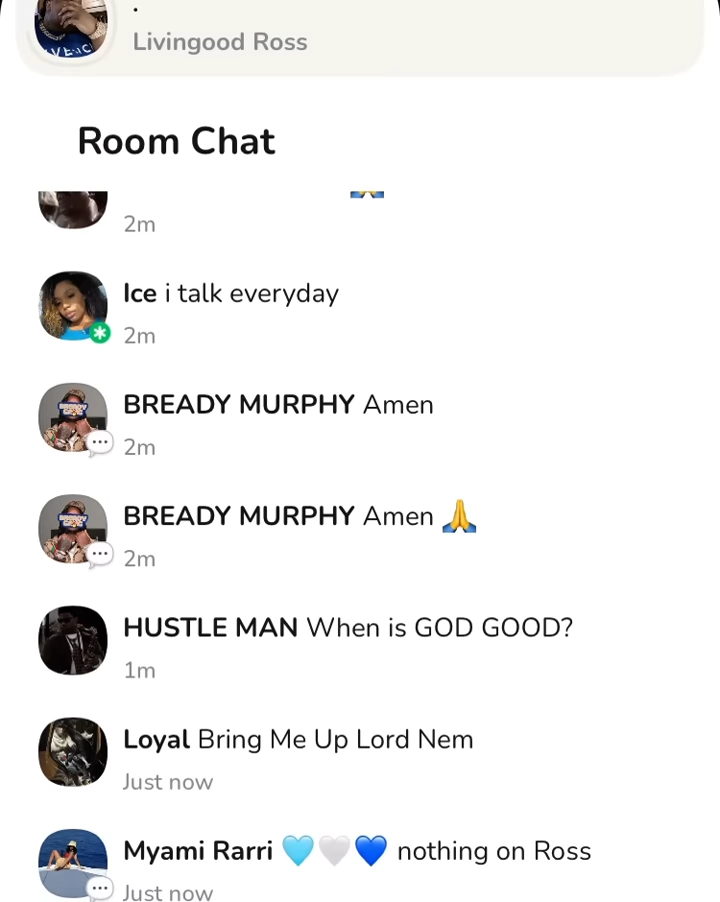 .
Livingood Ross
Room Chat
🙏
2m
Ice i talk everyday
2m
BREADY MURPHY Amen
2m
BREADY MURPHY Amen 🙏
2m
HUSTLE MAN When is GOD GOOD?
1m
Loyal Bring Me Up Lord Nem
Just now
Myami Rarri 🩵🤍💙 nothing on Ross
Just now